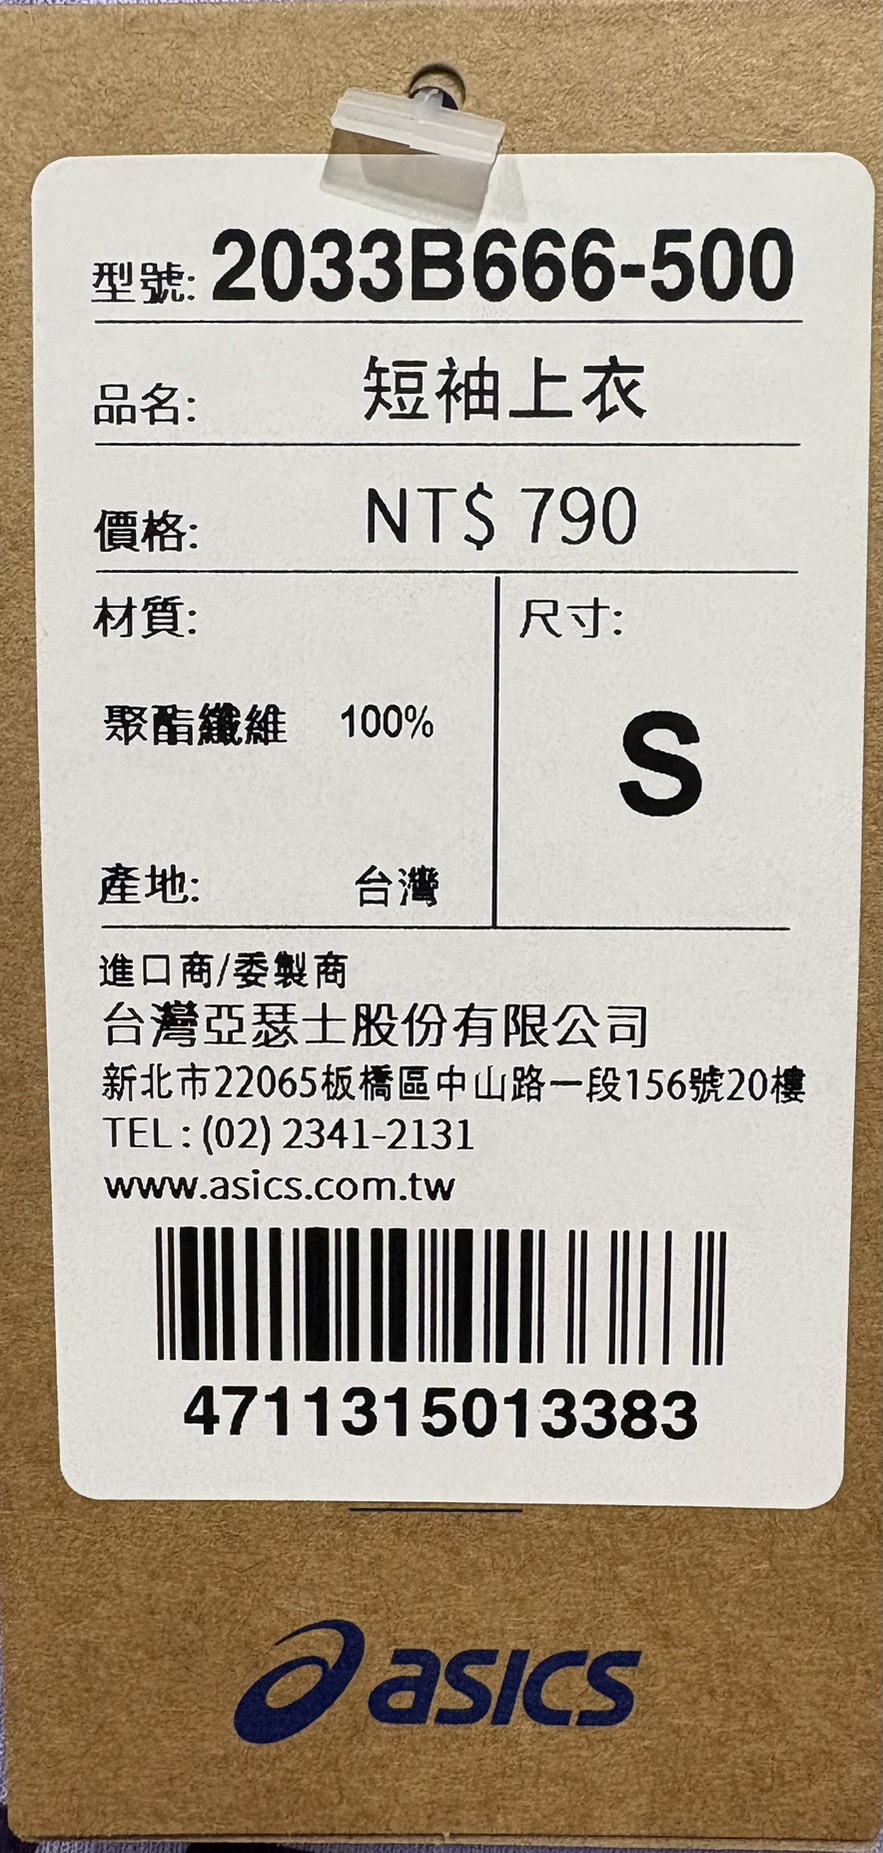 型號: 2033B666-500
品名: 短袖上衣
價格: NT$ 790
材質:
聚酯纖維 100%
尺寸:
S
產地: 台灣
進口商/委製商
台灣亞瑟士股份有限公司
新北市22065板橋區中山路一段156號20樓
TEL : (02) 2341-2131
www.asics.com.tw
4711315013383
asics